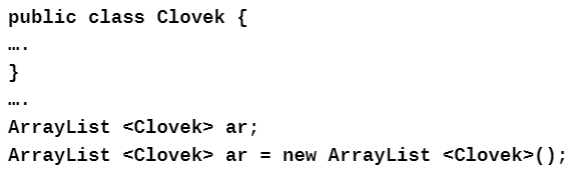 public class Clovek {
….
}
….
ArrayList <Clovek> ar;
ArrayList <Clovek> ar = new ArrayList <Clovek>();